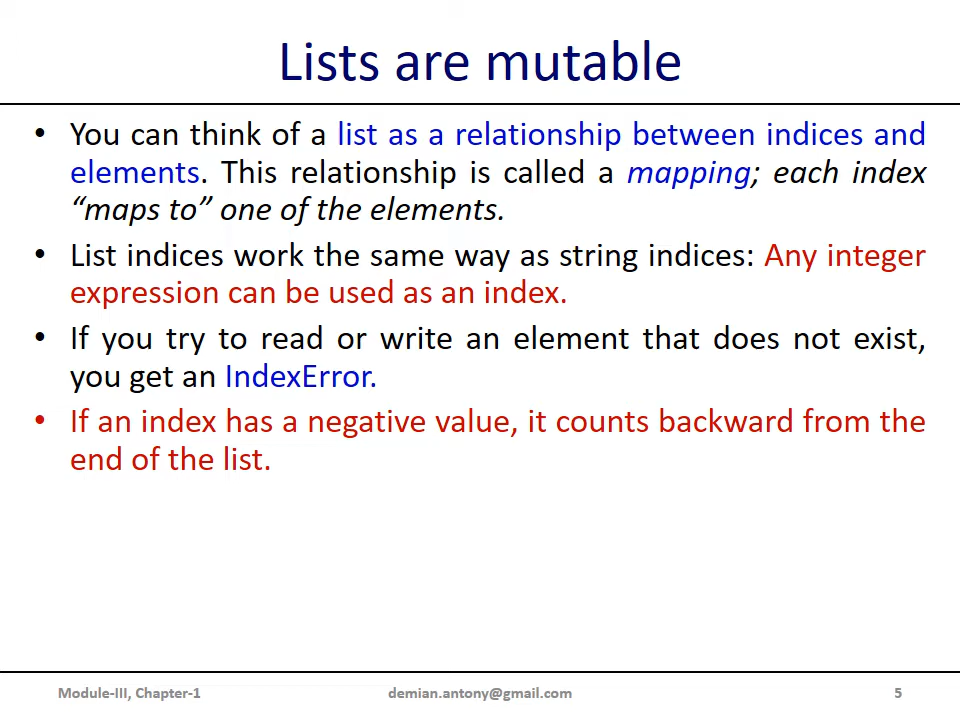 Lists are mutable
• You can think of a list as a relationship between indices and
elements. This relationship is called a mapping; each index
“maps to” one of the elements.
• List indices work the same way as string indices: Any integer
expression can be used as an index.
• If you try to read or write an element that does not exist,
you get an IndexError.
• If an index has a negative value, it counts backward from the
end of the list.
Module-III, Chapter-1 demian.antony@gmail.com 5